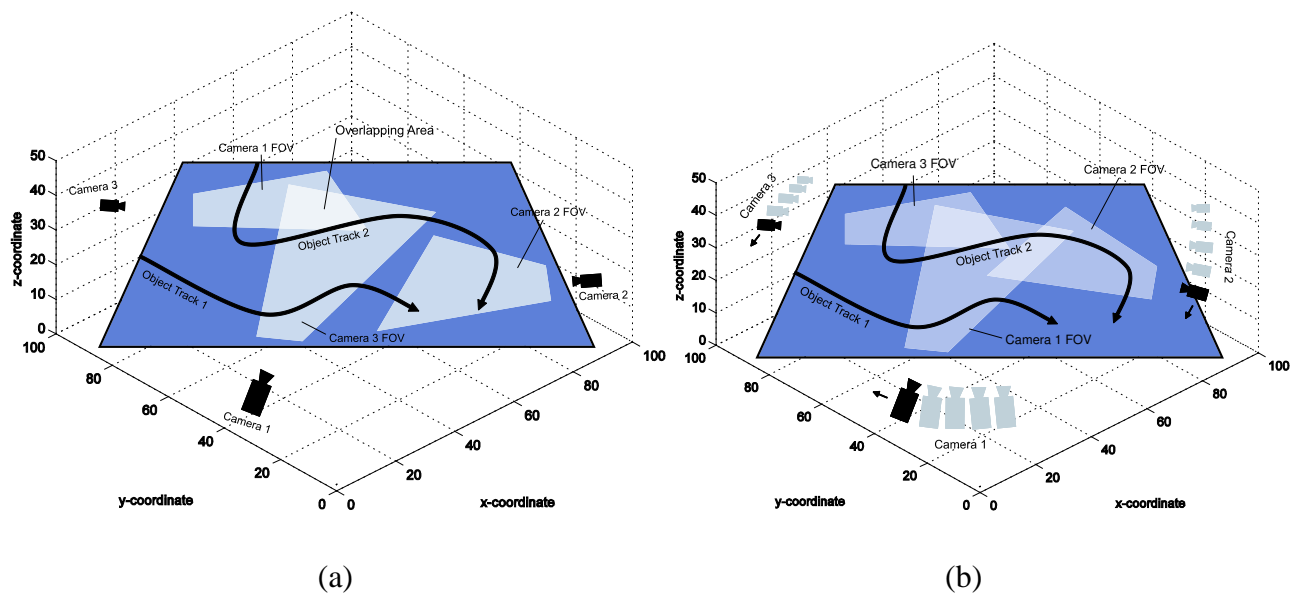 Overlapping Area
Camera 1 FOV
Camera 3
Camera 2 FOV
Object Track 2
Object Track 1
Camera 2
Camera 3 FOV
Camera 1
z-coordinate
50
40
30
20
10
0
100
80
60
40
20
0
0
20
40
60
80
100
y-coordinate
x-coordinate
(a)
Camera 3
Camera 3 FOV
Camera 2 FOV
Object Track 2
Object Track 1
Camera 2
Camera 1 FOV
Camera 1
z-coordinate
50
40
30
20
10
0
100
80
60
40
20
0
0
20
40
60
80
100
y-coordinate
x-coordinate
(b)